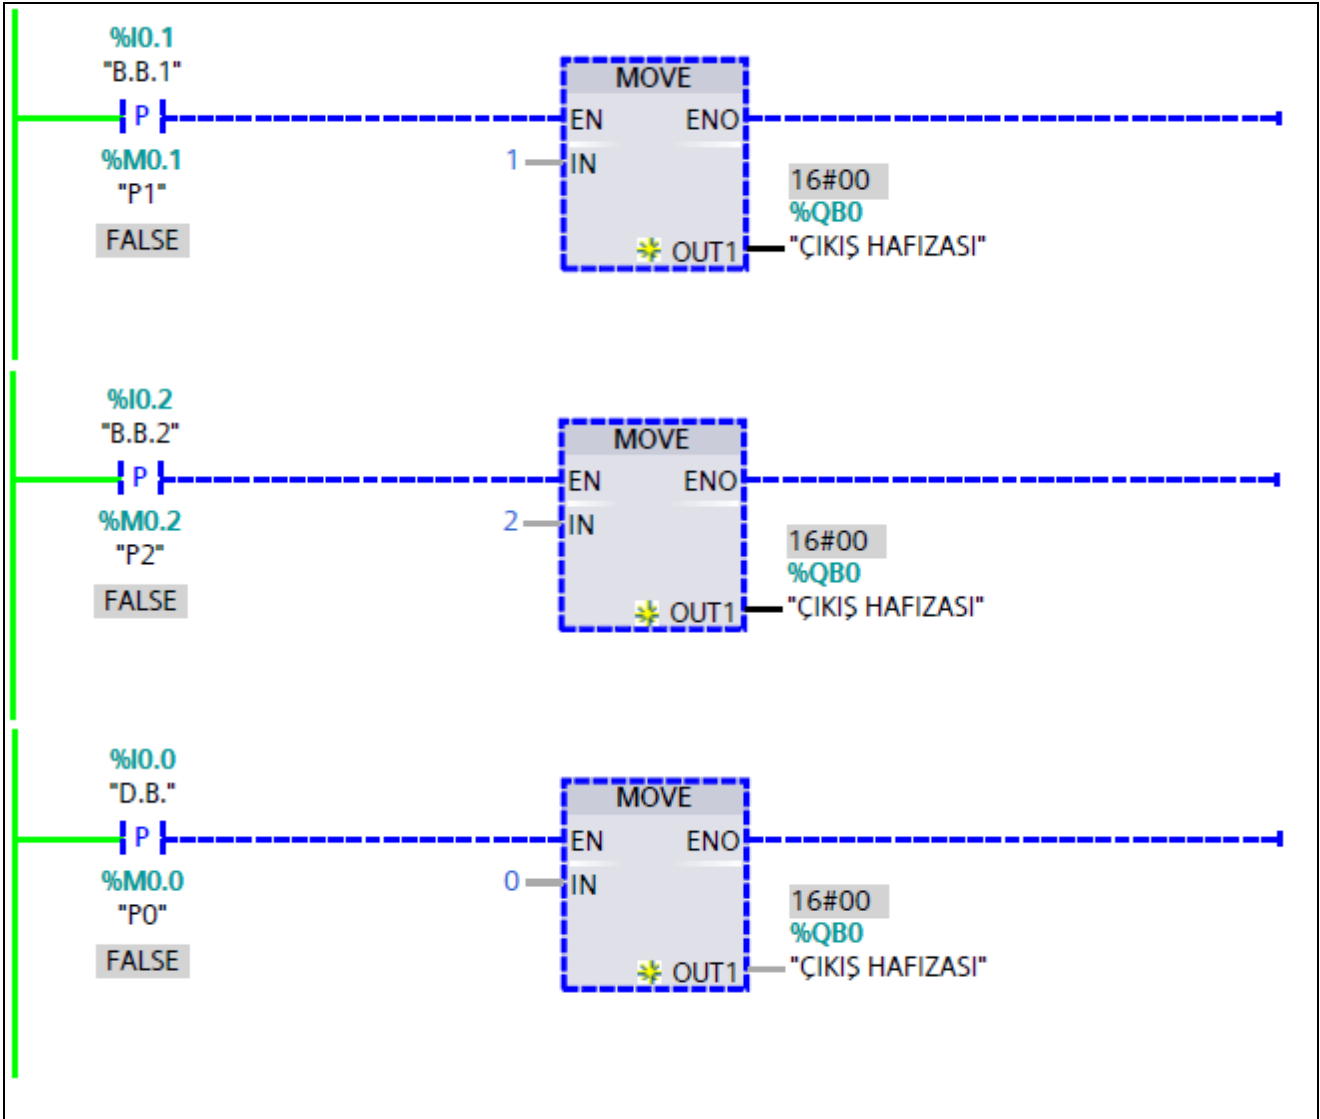 %I0.1
"B.B.1"
P
%M0.1
"P1"
FALSE
MOVE
EN ENO
1 IN
OUT1
16#00
%QB0
"ÇIKIŞ HAFIZASI"
%I0.2
"B.B.2"
P
%M0.2
"P2"
FALSE
MOVE
EN ENO
2 IN
OUT1
16#00
%QB0
"ÇIKIŞ HAFIZASI"
%I0.0
"D.B."
P
%M0.0
"P0"
FALSE
MOVE
EN ENO
0 IN
OUT1
16#00
%QB0
"ÇIKIŞ HAFIZASI"